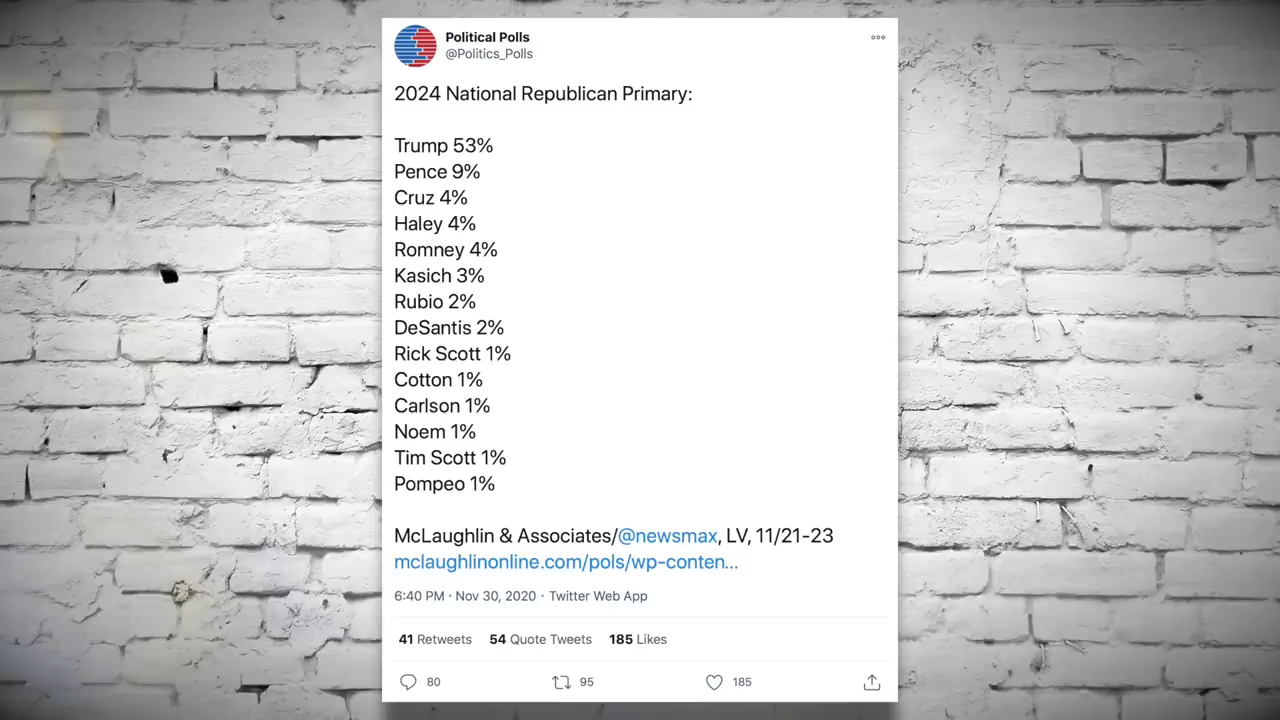 Political Polls
@Politics_Polls
2024 National Republican Primary:
Trump 53%
Pence 9%
Cruz 4%
Haley 4%
Romney 4%
Kasich 3%
Rubio 2%
DeSantis 2%
Rick Scott 1%
Cotton 1%
Carlson 1%
Noem 1%
Tim Scott 1%
Pompeo 1%
McLaughlin & Associates/@newsmax, LV, 11/21-23
mclaughlinonline.com/pols/wp-conten...
6:40 PM · Nov 30, 2020 · Twitter Web App
41 Retweets 54 Quote Tweets 185 Likes
80 95 185